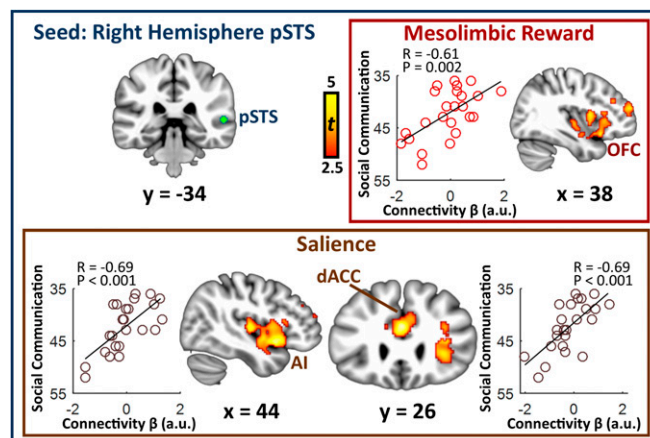 Seed: Right Hemisphere pSTS
pSTS
y = -34
5
t
2.5
Mesolimbic Reward
R = -0.61
P = 0.002
Social Communication
35
45
55
-2
0
2
Connectivity β (a.u.)
OFC
x = 38
Salience
R = -0.69
P < 0.001
Social Communication
35
45
55
-2
0
2
Connectivity β (a.u.)
AI
x = 44
dACC
y = 26
R = -0.69
P < 0.001
Social Communication
35
45
55
-2
0
2
Connectivity β (a.u.)